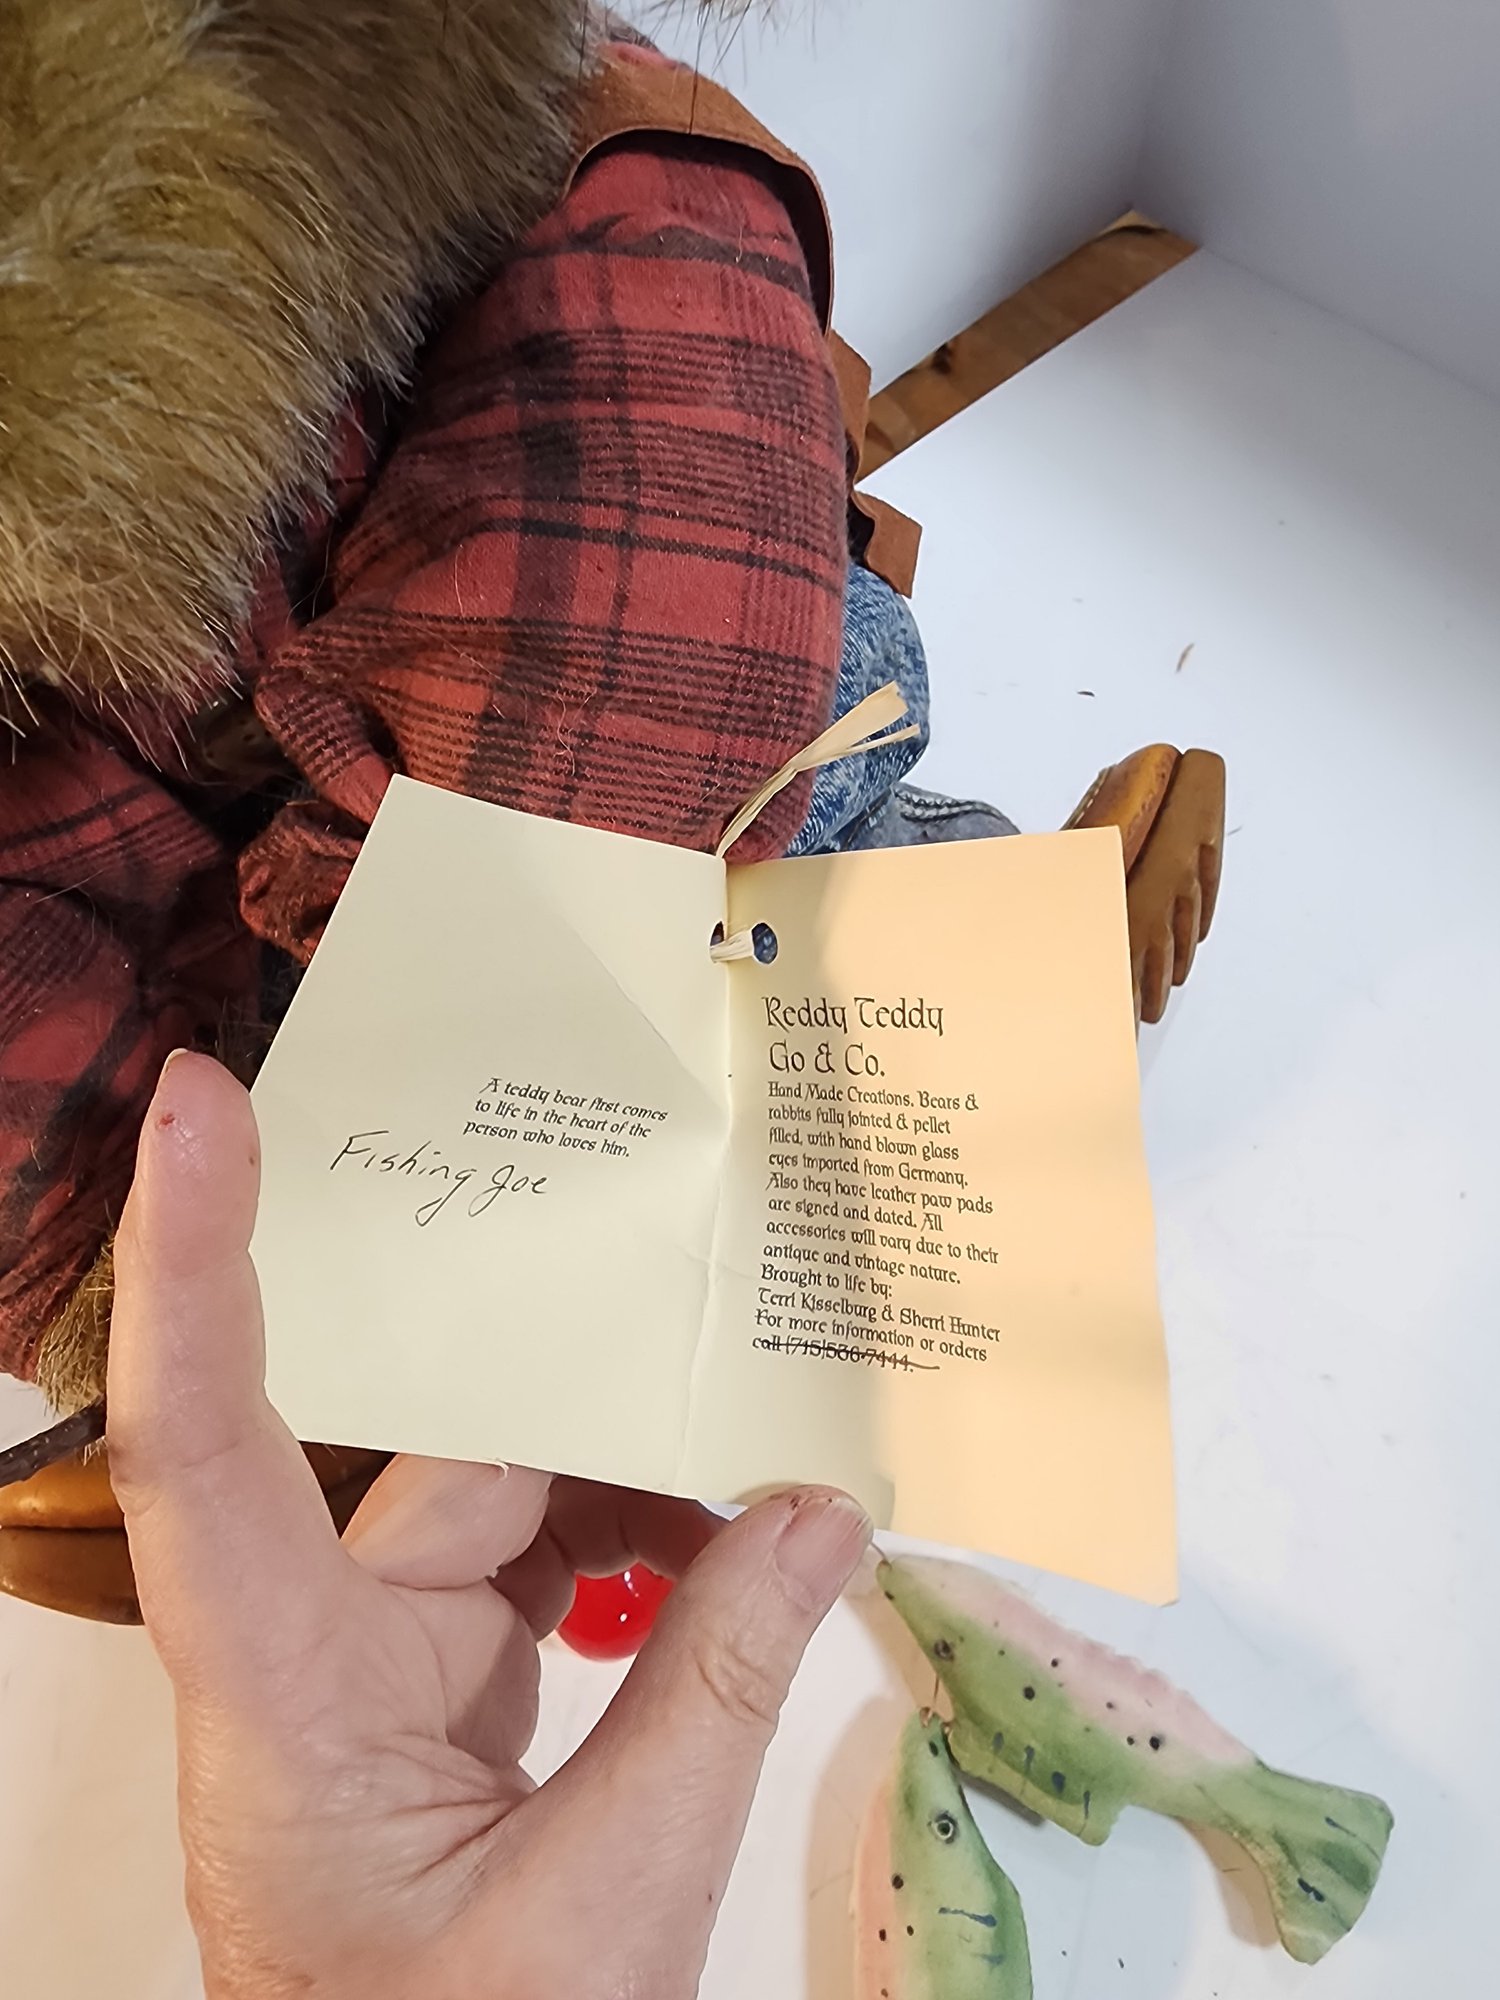 A teddy bear first comes
to life in the heart of the
person who loves him.
Fishing Joe
Reddy Teddy
Go & Co.
Hand Made Creations. Bears &
rabbits fully jointed & pellet
filled, with hand blown glass
eyes imported from Germany.
Also they have leather paw pads
are signed and dated. All
accessories will vary due to their
antique and vintage nature.
Brought to life by:
Terri Kisselburg & Sherri Hunter
For more information or orders
call (715)536-7444.